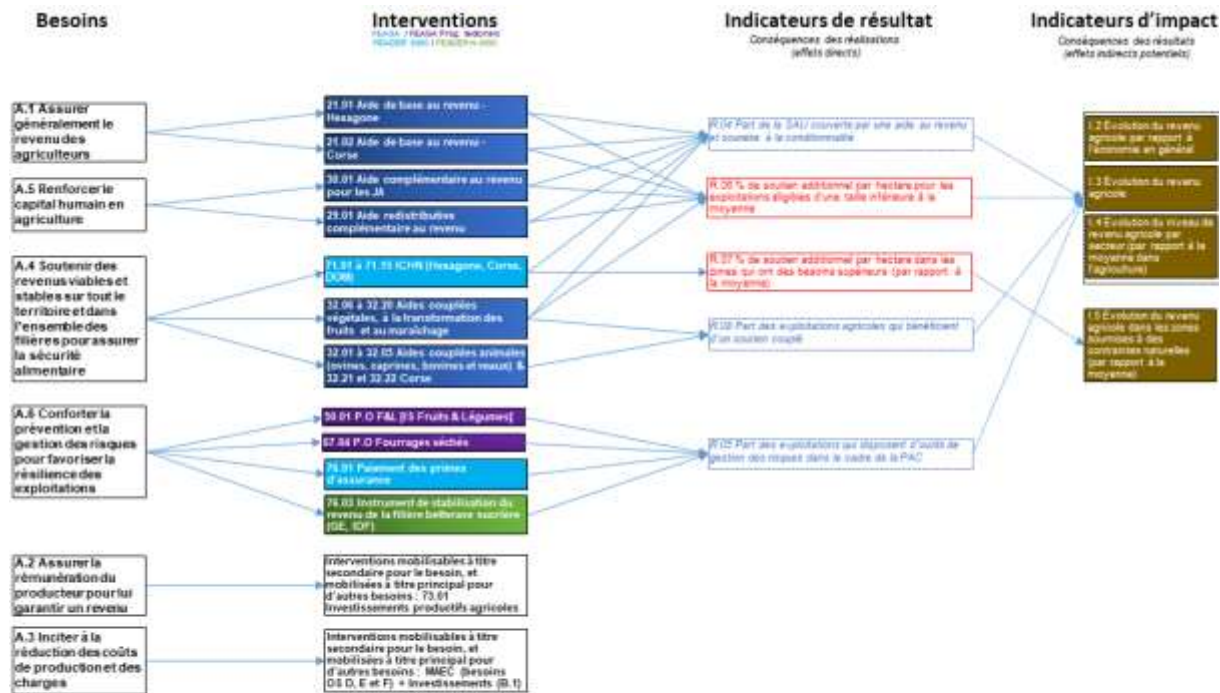 Besoins
Interventions
FEAGA / FEAGA Prog. sectoriels
Indicateurs de résultat
Conséquences des réalisations
(effets directs)
Indicateurs d'impact
Conséquences des résultats
(effets indirects potentiels)
A.1 Assurer
généralement le
revenu des
agriculteurs
A.5 Renforcer le
capital humain en
agriculture
A.4 Soutenir des
revenus viables et
stables sur tout le
territoire et dans
l'ensemble des
filières pour assurer
la sécurité
alimentaire
A.6 Conforter la
prévention et la
gestion des risques
pour favoriser la
résilience des
exploitations
A.2 Assurer la
rémunération du
producteur pour lui
garantir un revenu
A.3 Inciter à la
réduction des coûts
de production et des
charges
21.01 Aide de base au revenu -
Hexagone
21.02 Aide de base au revenu -
Corse
30.01 Aide complémentaire au revenu
pour les JA
29.01 Aide redistributive
complémentaire au revenu
ICHN (Hexagone, Corse,
DOM)
32.06 à 32.20 Aides couplées
végétales, à la transformation des
fruits et au maraîchage
32.01 à 32.05 Aides couplées animales
(ovines, caprines, bovines et veaux) &
32.21 et 32.22 Corse
P.O F&L (IS Fruits & Légumes)
P.O Fourrages séchés
76.01 Paiement des primes
d'assurance
76.03 Instrument de stabilisation du
revenu de la filière betterave sucrière
(GE, IDF)
Interventions mobilisables à titre
secondaire pour le besoin, et
mobilisées à titre principal pour
d'autres besoins : 73.01
Investissements productifs agricoles
Interventions mobilisables à titre
secondaire pour le besoin, et
mobilisées à titre principal pour
d'autres besoins : MAEC (besoins
OS D, E et F) + Investissements (B.1)
R.04 Part de la SAU couverte par une aide au revenu
et soumise à la conditionnalité
R.06 % de soutien additionnel par hectare pour les
exploitations éligibles d'une taille inférieure à la
moyenne
R.07 % de soutien additionnel par hectare dans les
zones qui ont des besoins supérieurs (par rapport à
la moyenne)
R.08 Part des exploitations agricoles qui bénéficient
d'un soutien couplé
R.05 Part des exploitations qui disposent d'outils de
gestion des risques dans le cadre de la PAC
I.2 Evolution du revenu
agricole par rapport à
l'économie en général
I.3 Evolution du revenu
agricole
I.4 Evolution du niveau de
revenu agricole par
secteur (par rapport à la
moyenne dans
l'agriculture)
I.5 Evolution du revenu
agricole dans les zones
soumises à des
contraintes naturelles
(par rapport à la
moyenne)